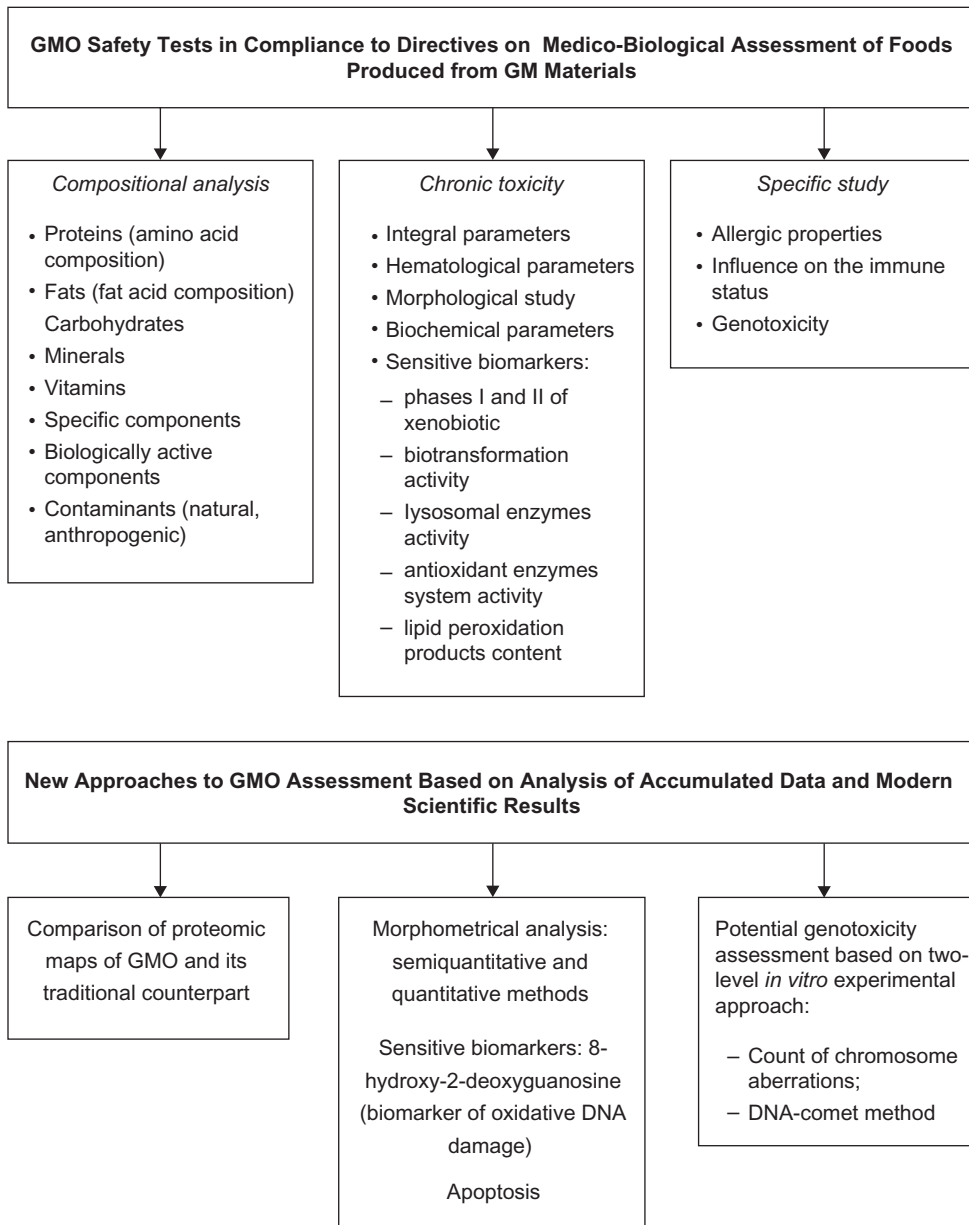 GMO Safety Tests in Compliance to Directives on Medico-Biological Assessment of Foods
Produced from GM Materials
Compositional analysis
• Proteins (amino acid
composition)
• Fats (fat acid composition)
Carbohydrates
• Minerals
• Vitamins
• Specific components
• Biologically active
components
• Contaminants (natural,
anthropogenic)
Chronic toxicity
• Integral parameters
• Hematological parameters
• Morphological study
• Biochemical parameters
• Sensitive biomarkers:
– phases I and II of
xenobiotic
– biotransformation
activity
– lysosomal enzymes
activity
– antioxidant enzymes
system activity
– lipid peroxidation
products content
Specific study
• Allergic properties
• Influence on the immune
status
• Genotoxicity
New Approaches to GMO Assessment Based on Analysis of Accumulated Data and Modern
Scientific Results
Comparison of proteomic
maps of GMO and its
traditional counterpart
Morphometrical analysis:
semiquantitative and
quantitative methods
Sensitive biomarkers: 8-
hydroxy-2-deoxyguanosine
(biomarker of oxidative DNA
damage)
Apoptosis
Potential genotoxicity
assessment based on two-
level in vitro experimental
approach:
– Count of chromosome
aberrations;
– DNA-comet method